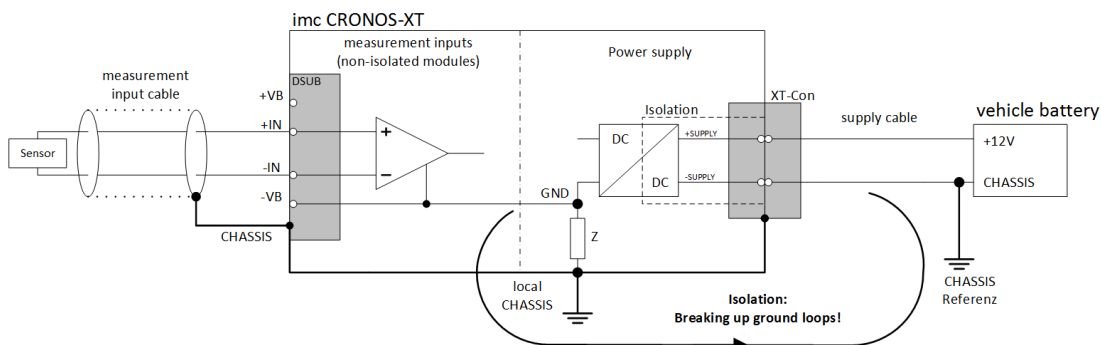 imc CRONOS-XT
measurement inputs
(non-isolated modules)
Power supply
measurement
input cable
DSUB
+VB
+IN
-IN
-VB
CHASSIS
Sensor
+
−
GND
Z
local
CHASSIS
Isolation
DC
DC
+SUPPLY
-SUPPLY
XT-Con
supply cable
vehicle battery
+12V
CHASSIS
CHASSIS
Referenz
Isolation:
Breaking up ground loops!